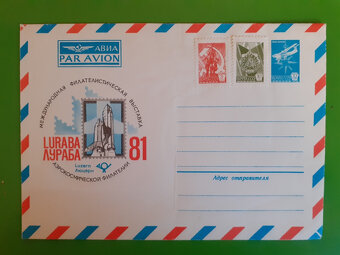 АВИА
PAR AVION
МЕЖДУНАРОДНАЯ ФИЛАТЕЛИСТИЧЕСКАЯ ВЫСТАВКА
LURABA
ЛУРАБА
81
Luzern
Люцерн
АЭРОКОСМИЧЕСКОЙ ФИЛАТЕЛИИ
Адрес отправителя